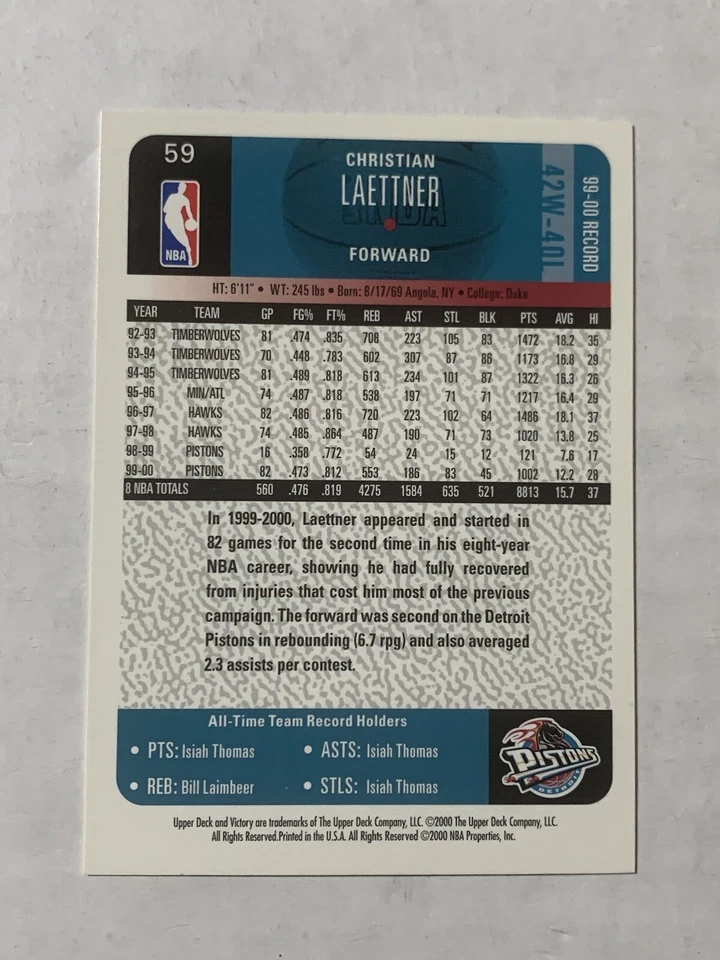 59
NBA
CHRISTIAN
LAETTNER
FORWARD
99-00 RECORD
42W-40L
HT: 6'11" • WT: 245 lbs • Born: 8/17/69 Angola, NY • College: Duke
YEAR TEAM GP FG% FT% REB AST STL BLK PTS AVG HI
92-93 TIMBERWOLVES 81 .474 .835 708 223 105 83 1472 18.2 35
93-94 TIMBERWOLVES 70 .448 .783 602 307 87 86 1173 16.8 29
94-95 TIMBERWOLVES 81 .489 .818 613 234 101 87 1322 16.3 26
95-96 MIN/ATL 74 .487 .818 538 197 71 71 1217 16.4 29
96-97 HAWKS 82 .486 .816 720 223 102 64 1486 18.1 37
97-98 HAWKS 74 .485 .864 487 190 71 73 1020 13.8 25
98-99 PISTONS 16 .358 .772 54 24 15 12 121 7.6 17
99-00 PISTONS 82 .473 .812 553 186 83 45 1002 12.2 28
8 NBA TOTALS 560 .476 .819 4275 1584 635 521 8813 15.7 37
In 1999-2000, Laettner appeared and started in
82 games for the second time in his eight-year
NBA career, showing he had fully recovered
from injuries that cost him most of the previous
campaign. The forward was second on the Detroit
Pistons in rebounding (6.7 rpg) and also averaged
2.3 assists per contest.
All-Time Team Record Holders
• PTS: Isiah Thomas • ASTS: Isiah Thomas
• REB: Bill Laimbeer • STLS: Isiah Thomas
PISTONS
DETROIT
Upper Deck and Victory are trademarks of The Upper Deck Company, LLC. ©2000 The Upper Deck Company, LLC.
All Rights Reserved.Printed in the U.S.A. All Rights Reserved ©2000 NBA Properties, Inc.